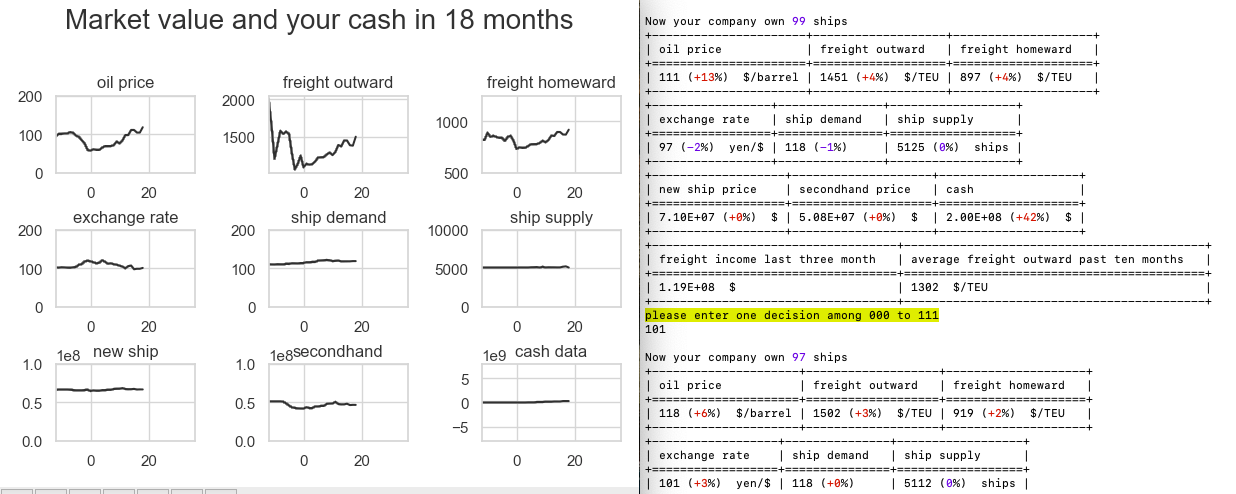 Market value and your cash in 18 months
oil price
200
100
0
0
20
freight outward
2000
1500
0
20
freight homeward
1000
500
0
20
exchange rate
200
100
0
0
20
ship demand
200
100
0
0
20
ship supply
10000
5000
0
0
20
1e8 new ship
1.0
0.5
0.0
0
20
1e8 secondhand
1.0
0.5
0.0
0
20
1e9 cash data
5
0
−5
0
20
Now your company own 99 ships
| oil price | freight outward | freight homeward |
| 111 (+13%) $/barrel | 1451 (+4%) $/TEU | 897 (+4%) $/TEU |
| exchange rate | ship demand | ship supply |
| 97 (−2%) yen/$ | 118 (−1%) | 5125 (0%) ships |
| new ship price | secondhand price | cash |
| 7.10E+07 (+0%) $ | 5.08E+07 (+0%) $ | 2.00E+08 (+42%) $ |
| freight income last three month | average freight outward past ten months |
| 1.19E+08 $ | 1302 $/TEU |
please enter one decision among 000 to 111
101
Now your company own 97 ships
| oil price | freight outward | freight homeward |
| 118 (+6%) $/barrel | 1502 (+3%) $/TEU | 919 (+2%) $/TEU |
| exchange rate | ship demand | ship supply |
| 101 (+3%) yen/$ | 118 (+0%) | 5112 (0%) ships |